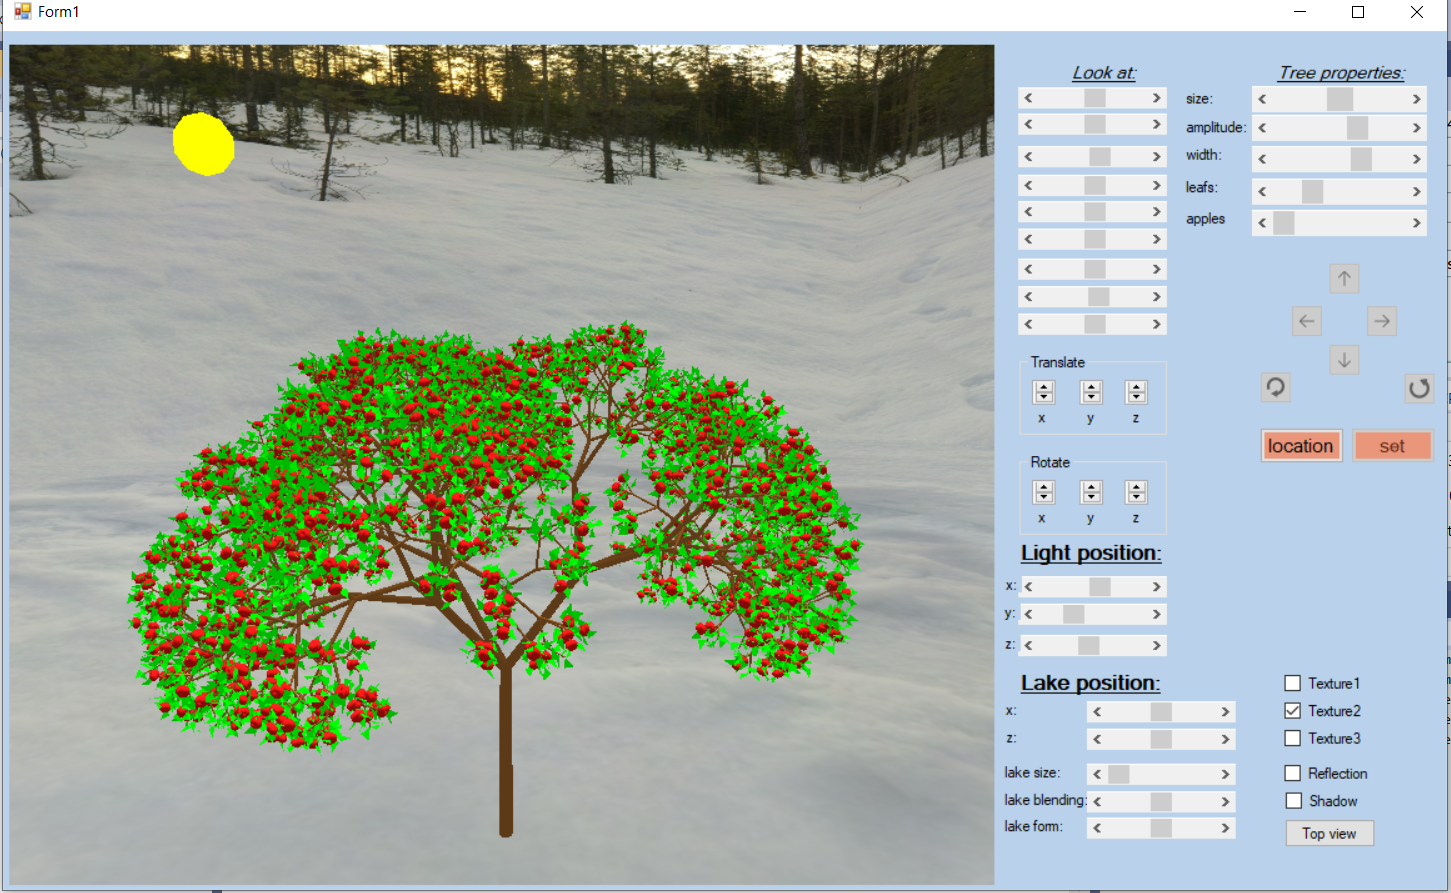 Form1
Look at:
Tree properties:
size:
amplitude:
width:
leafs:
apples
Translate
x y z
location set
Rotate
x y z
Light position:
x:
y:
z:
Lake position:
x:
z:
lake size:
lake blending:
lake form:
Texture1
Texture2
Texture3
Reflection
Shadow
Top view